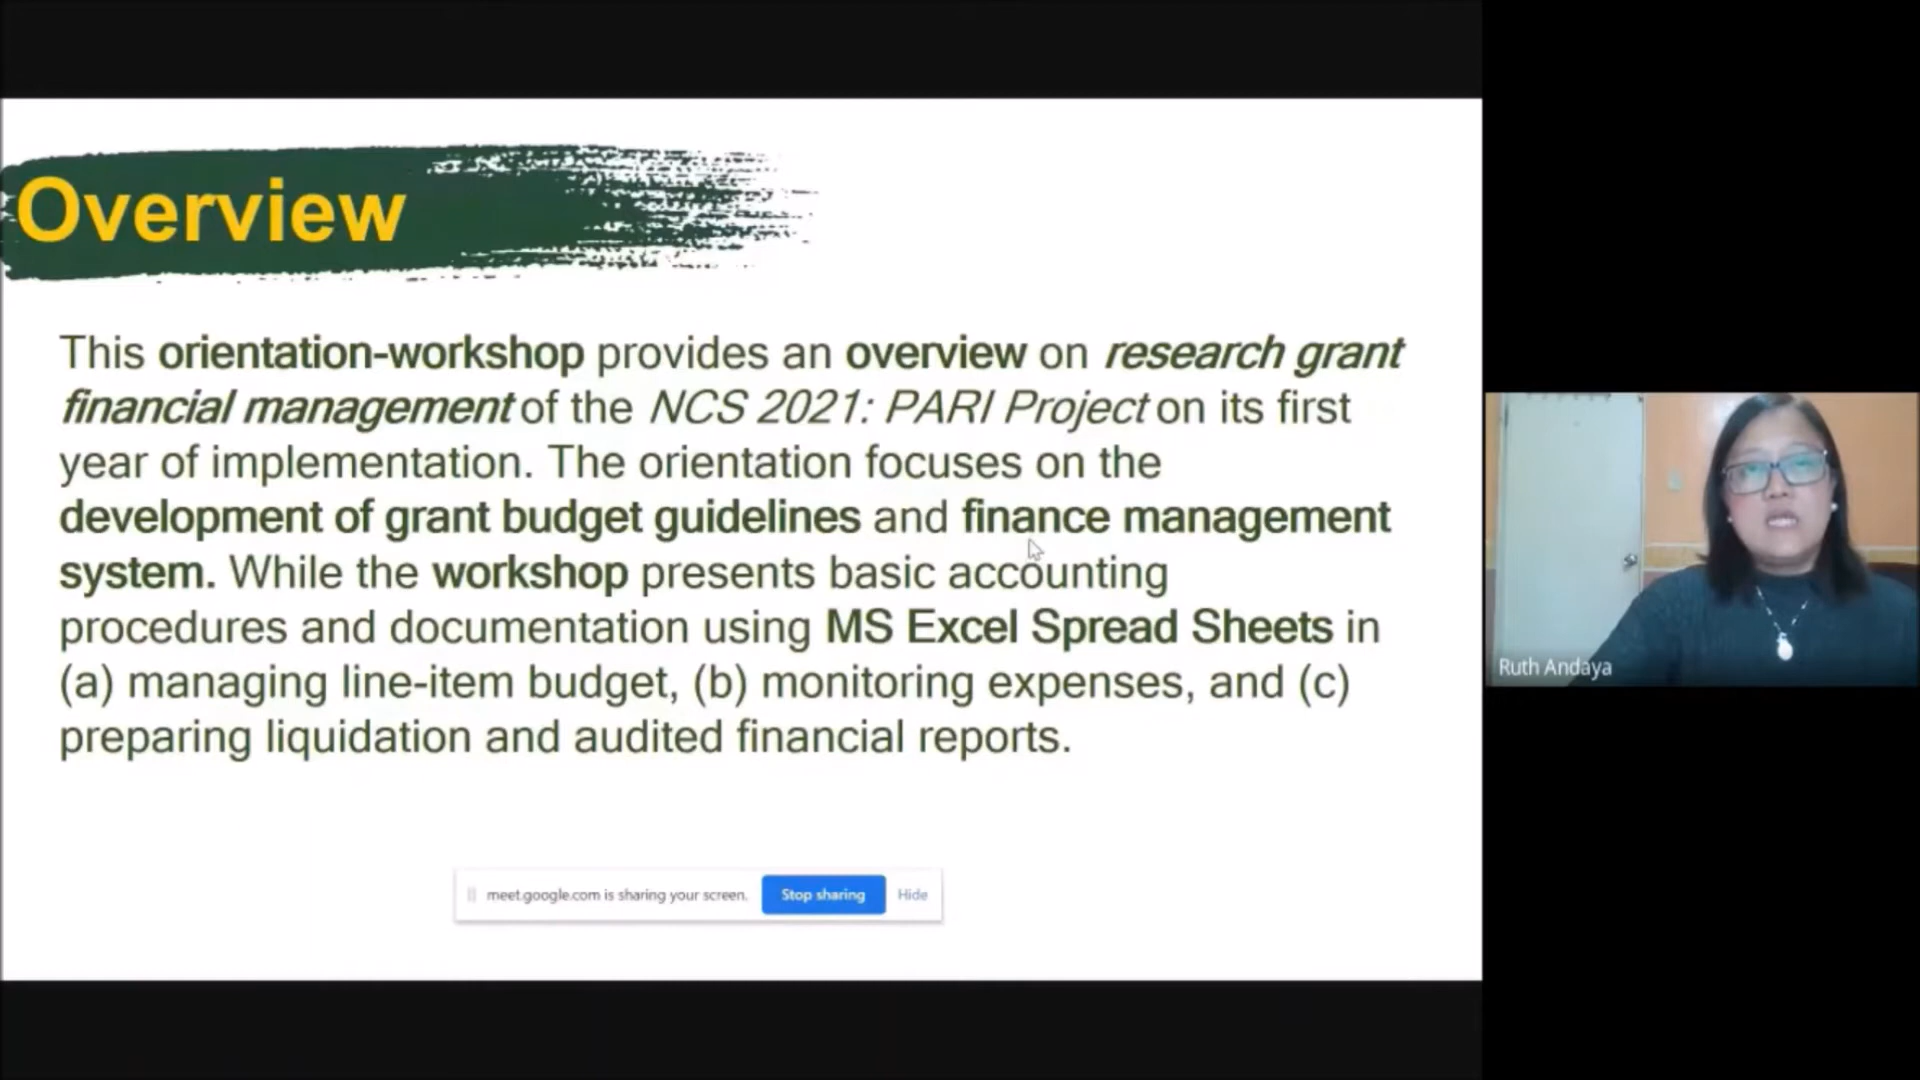 Overview
This orientation-workshop provides an overview on research grant
financial management of the NCS 2021: PARI Project on its first
year of implementation. The orientation focuses on the
development of grant budget guidelines and finance management
system. While the workshop presents basic accounting
procedures and documentation using MS Excel Spread Sheets in
(a) managing line-item budget, (b) monitoring expenses, and (c)
preparing liquidation and audited financial reports.
meet.google.com is sharing your screen. Stop sharing Hide
Ruth Andaya